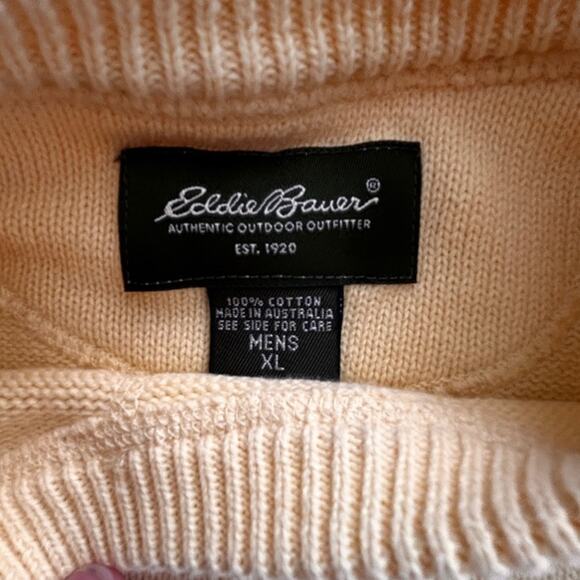 Eddie Bauer®
AUTHENTIC OUTDOOR OUTFITTER
EST. 1920
100% COTTON
MADE IN AUSTRALIA
SEE SIDE FOR CARE
MENS
XL